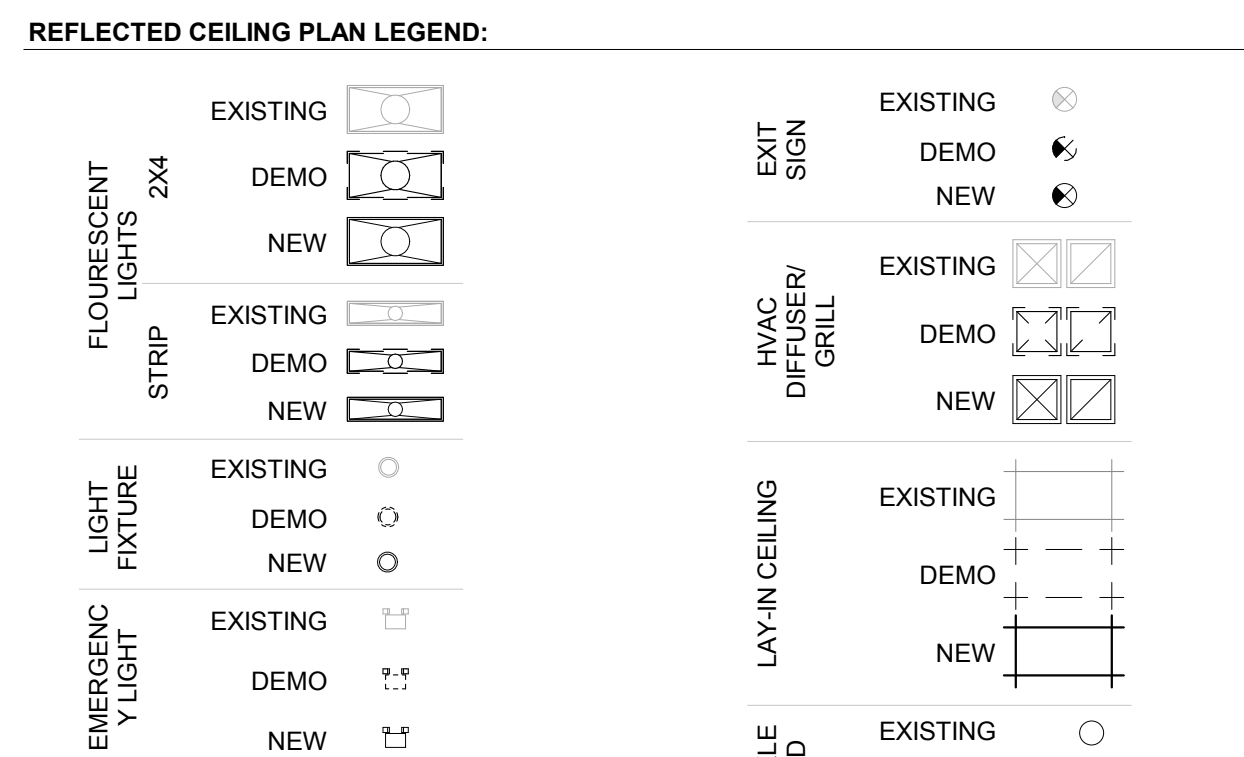 REFLECTED CEILING PLAN LEGEND:
FLOURESCENT
LIGHTS
2X4
EXISTING
DEMO
NEW
STRIP
EXISTING
DEMO
NEW
LIGHT
FIXTURE
EXISTING
DEMO
NEW
EMERGENC
Y LIGHT
EXISTING
DEMO
NEW
EXIT
SIGN
EXISTING
DEMO
NEW
HVAC
DIFFUSER/
GRILL
EXISTING
DEMO
NEW
LAY-IN CEILING
EXISTING
DEMO
NEW
EXISTING